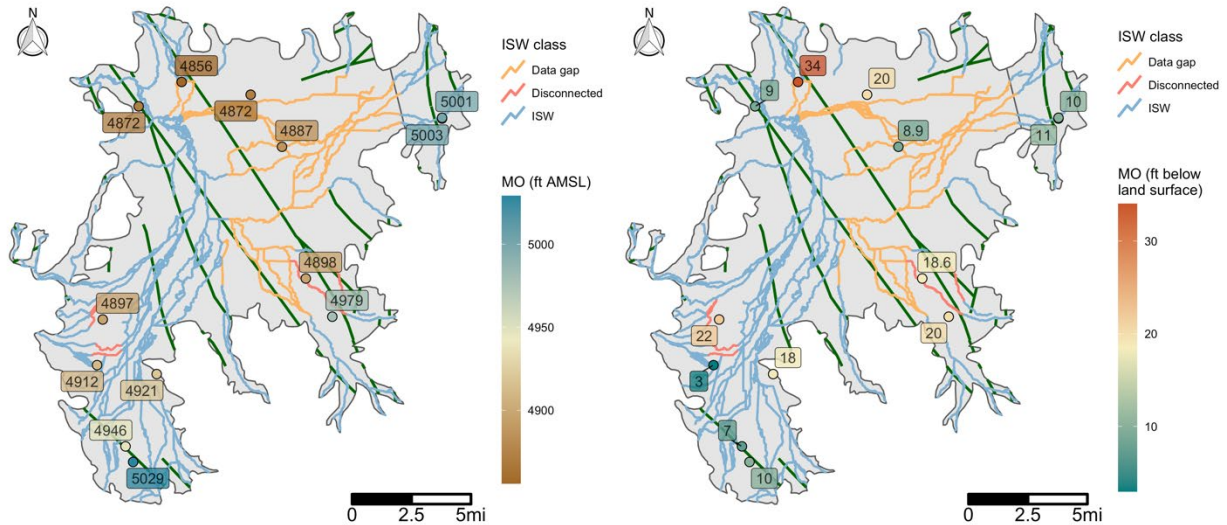 N
4856
4872
4872
4887
5001
5003
4898
4979
4897
4912
4921
4946
5029
0 2.5 5mi
ISW class
Data gap
Disconnected
ISW
MO (ft AMSL)
5000
4950
4900
N
34
9
20
8.9
10
11
18.6
20
22
3
18
7
10
0 2.5 5mi
ISW class
Data gap
Disconnected
ISW
MO (ft below
land surface)
30
20
10